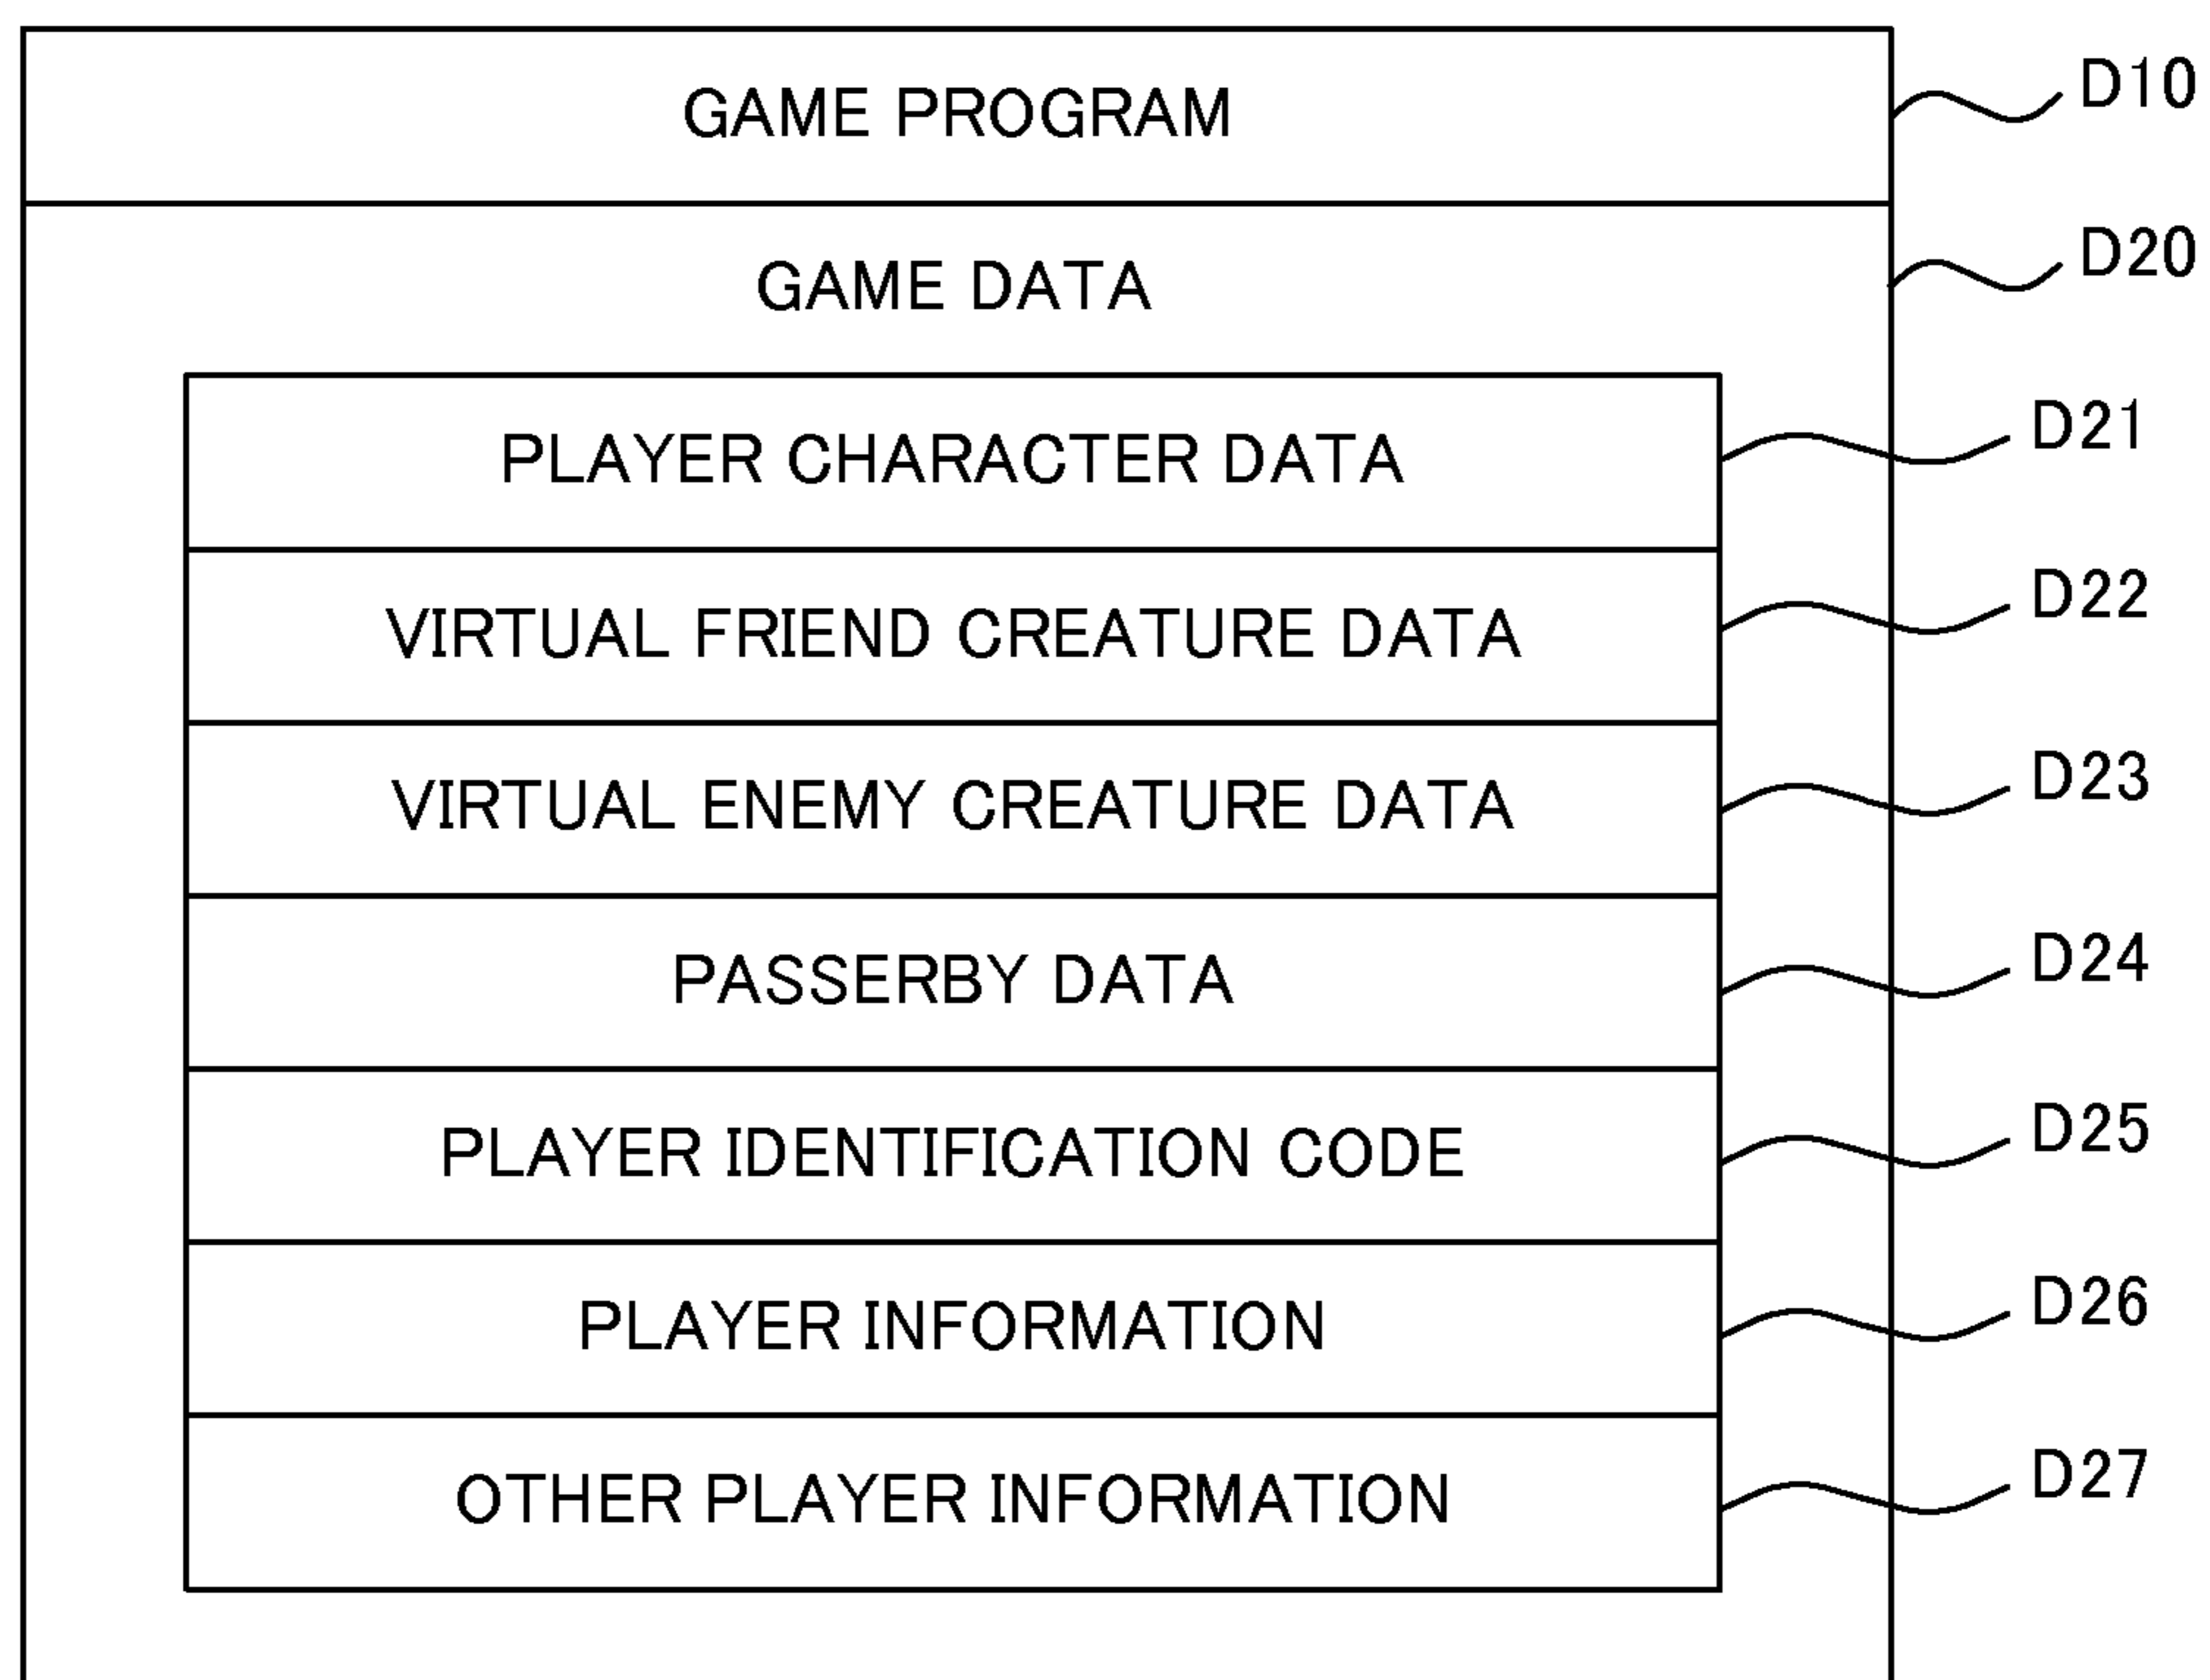 GAME PROGRAM D10
GAME DATA D20
PLAYER CHARACTER DATA D21
VIRTUAL FRIEND CREATURE DATA D22
VIRTUAL ENEMY CREATURE DATA D23
PASSERBY DATA D24
PLAYER IDENTIFICATION CODE D25
PLAYER INFORMATION D26
OTHER PLAYER INFORMATION D27